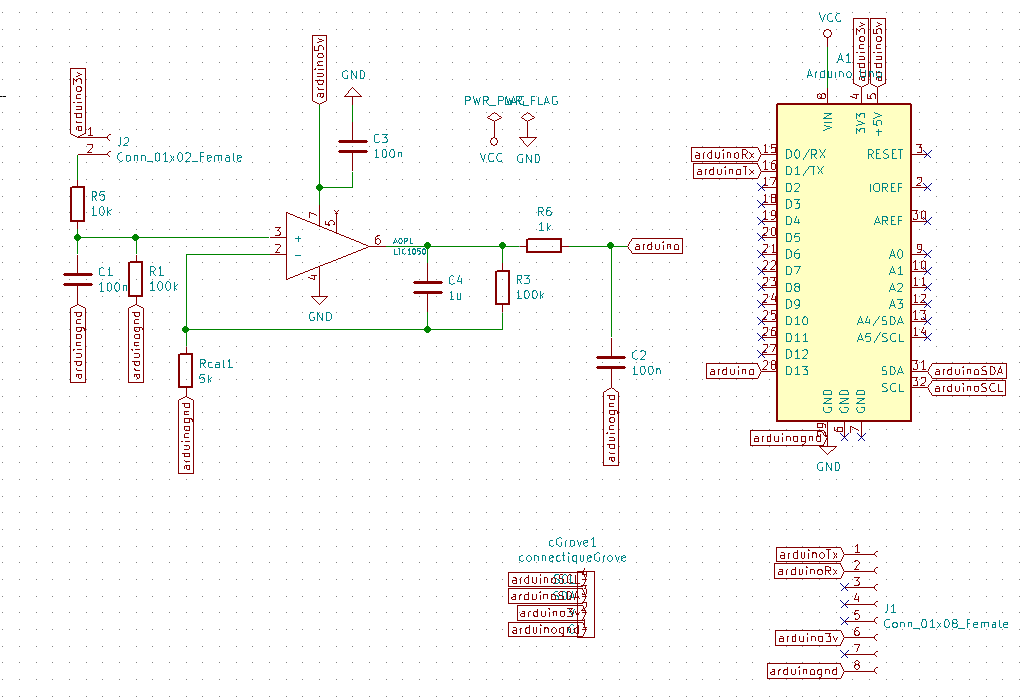 arduino3v
1
2
J2
Conn_01x02_Female
R5
10k
C1
100n
R1
100k
arduinognd
arduinognd
arduino5v
GND
C3
100n
3
2
7
5
4
6
+
-
AOP1
LTC1050
GND
Rcal1
5k
arduinognd
C4
1u
R3
100k
R6
1k
arduino
C2
100n
arduinognd
PWR_FLAG
PWR_FLAG
VCC
GND
VCC
arduino3v
arduino5v
A1
8
4
5
VIN
3V3
+5V
arduinoRx 15 D0/RX
arduinoTx 16 D1/TX
17 D2
18 D3
19 D4
20 D5
21 D6
22 D7
23 D8
24 D9
25 D10
26 D11
27 D12
arduino 28 D13
RESET 3
IOREF 2
AREF 30
A0 9
A1 10
A2 11
A3 12
A4/SDA 13
A5/SCL 14
SDA 31 arduinoSDA
SCL 32 arduinoSCL
GND
GND
GND
29
6
7
arduinognd
GND
cGrove1
connectiqueGrove
arduino3v
arduinognd
arduinoTx 1
arduinoRx 2
3
4
5
arduino3v 6
7
arduinognd 8
J1
Conn_01x08_Female